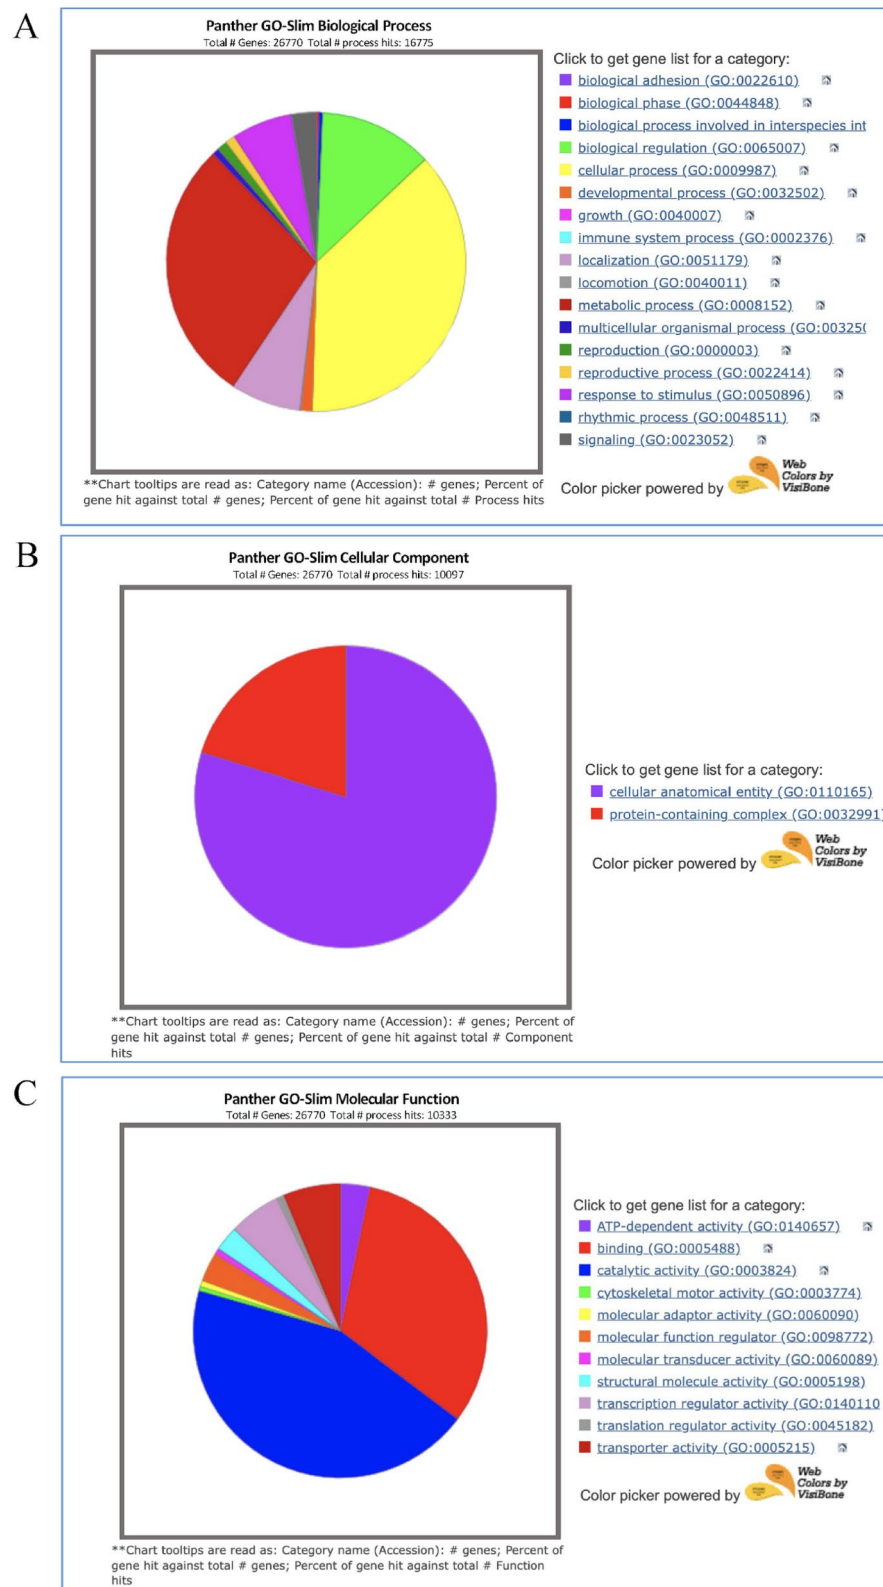 A
Panther GO-Slim Biological Process
Total # Genes: 26770 Total # process hits: 16775
Click to get gene list for a category:
biological adhesion (GO:0022610)
biological phase (GO:0044848)
biological process involved in interspecies int
biological regulation (GO:0065007)
cellular process (GO:0009987)
developmental process (GO:0032502)
growth (GO:0040007)
immune system process (GO:0002376)
localization (GO:0051179)
locomotion (GO:0040011)
metabolic process (GO:0008152)
multicellular organismal process (GO:00325
reproduction (GO:0000003)
reproductive process (GO:0022414)
response to stimulus (GO:0050896)
rhythmic process (GO:0048511)
signaling (GO:0023052)
Color picker powered by
Web
Colors by
VisiBone
**Chart tooltips are read as: Category name (Accession): # genes; Percent of
gene hit against total # genes; Percent of gene hit against total # Process hits
B
Panther GO-Slim Cellular Component
Total # Genes: 26770 Total # process hits: 10097
Click to get gene list for a category:
cellular anatomical entity (GO:0110165)
protein-containing complex (GO:0032991)
Color picker powered by
Web
Colors by
VisiBone
**Chart tooltips are read as: Category name (Accession): # genes; Percent of
gene hit against total # genes; Percent of gene hit against total # Component
hits
C
Panther GO-Slim Molecular Function
Total # Genes: 26770 Total # process hits: 10333
Click to get gene list for a category:
ATP-dependent activity (GO:0140657)
binding (GO:0005488)
catalytic activity (GO:0003824)
cytoskeletal motor activity (GO:0003774)
molecular adaptor activity (GO:0060090)
molecular function regulator (GO:0098772)
molecular transducer activity (GO:0060089)
structural molecule activity (GO:0005198)
transcription regulator activity (GO:0140110
translation regulator activity (GO:0045182)
transporter activity (GO:0005215)
Color picker powered by
Web
Colors by
VisiBone
**Chart tooltips are read as: Category name (Accession): # genes; Percent of
gene hit against total # genes; Percent of gene hit against total # Function
hits